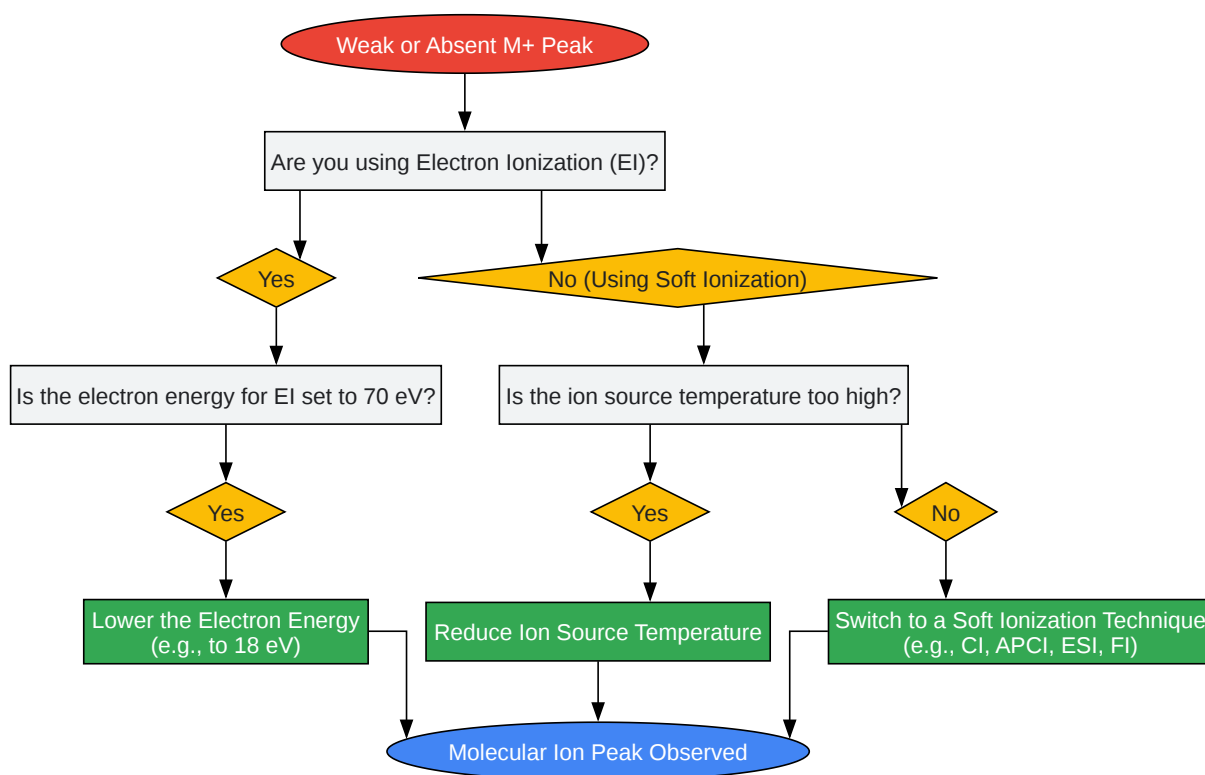 Weak or Absent M+ Peak
Are you using Electron Ionization (EI)?
Yes
No (Using Soft Ionization)
Is the electron energy for EI set to 70 eV?
Is the ion source temperature too high?
Yes
Yes
No
Lower the Electron Energy
(e.g., to 18 eV)
Reduce Ion Source Temperature
Switch to a Soft Ionization Technique
(e.g., CI, APCI, ESI, FI)
Molecular Ion Peak Observed